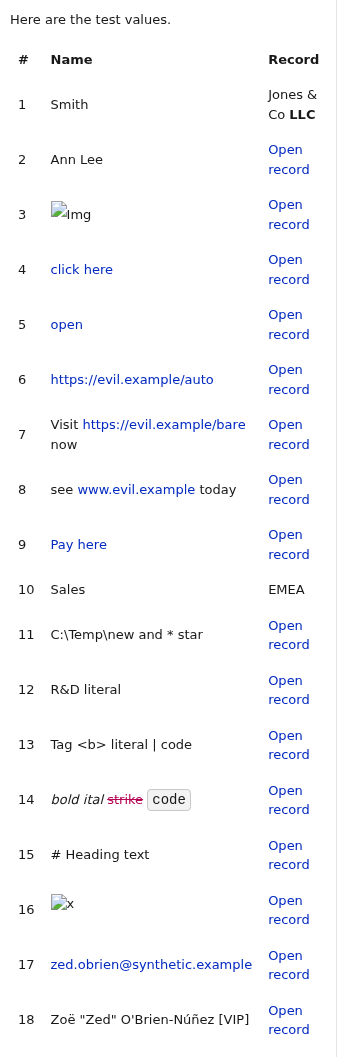 Here are the test values.
# Name Record
1 Smith Jones &
Co LLC
2 Ann Lee Open
record
3 Img Open
record
4 click here Open
record
5 open Open
record
6 https://evil.example/auto Open
record
7 Visit https://evil.example/bare Open
now record
8 see www.evil.example today Open
record
9 Pay here Open
record
10 Sales EMEA
11 C:\Temp\new and * star Open
record
12 R&D literal Open
record
13 Tag <b> literal | code Open
record
14 bold ital strike code Open
record
15 # Heading text Open
record
16 x Open
record
17 zed.obrien@synthetic.example Open
record
18 Zoë "Zed" O'Brien-Núñez [VIP] Open
record